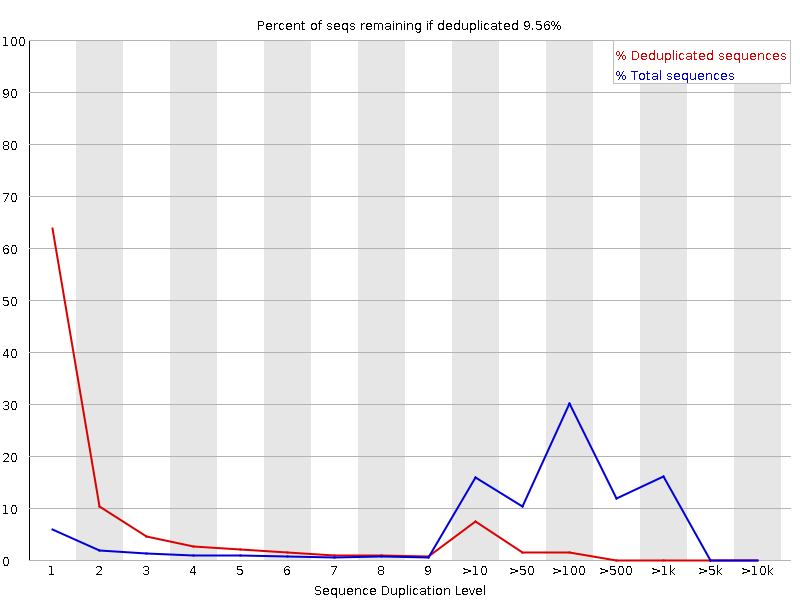 Percent of seqs remaining if deduplicated 9.56%
% Deduplicated sequences
% Total sequences
100
90
80
70
60
50
40
30
20
10
0
1 2 3 4 5 6 7 8 9 >10 >50 >100 >500 >1k >5k >10k
Sequence Duplication Level